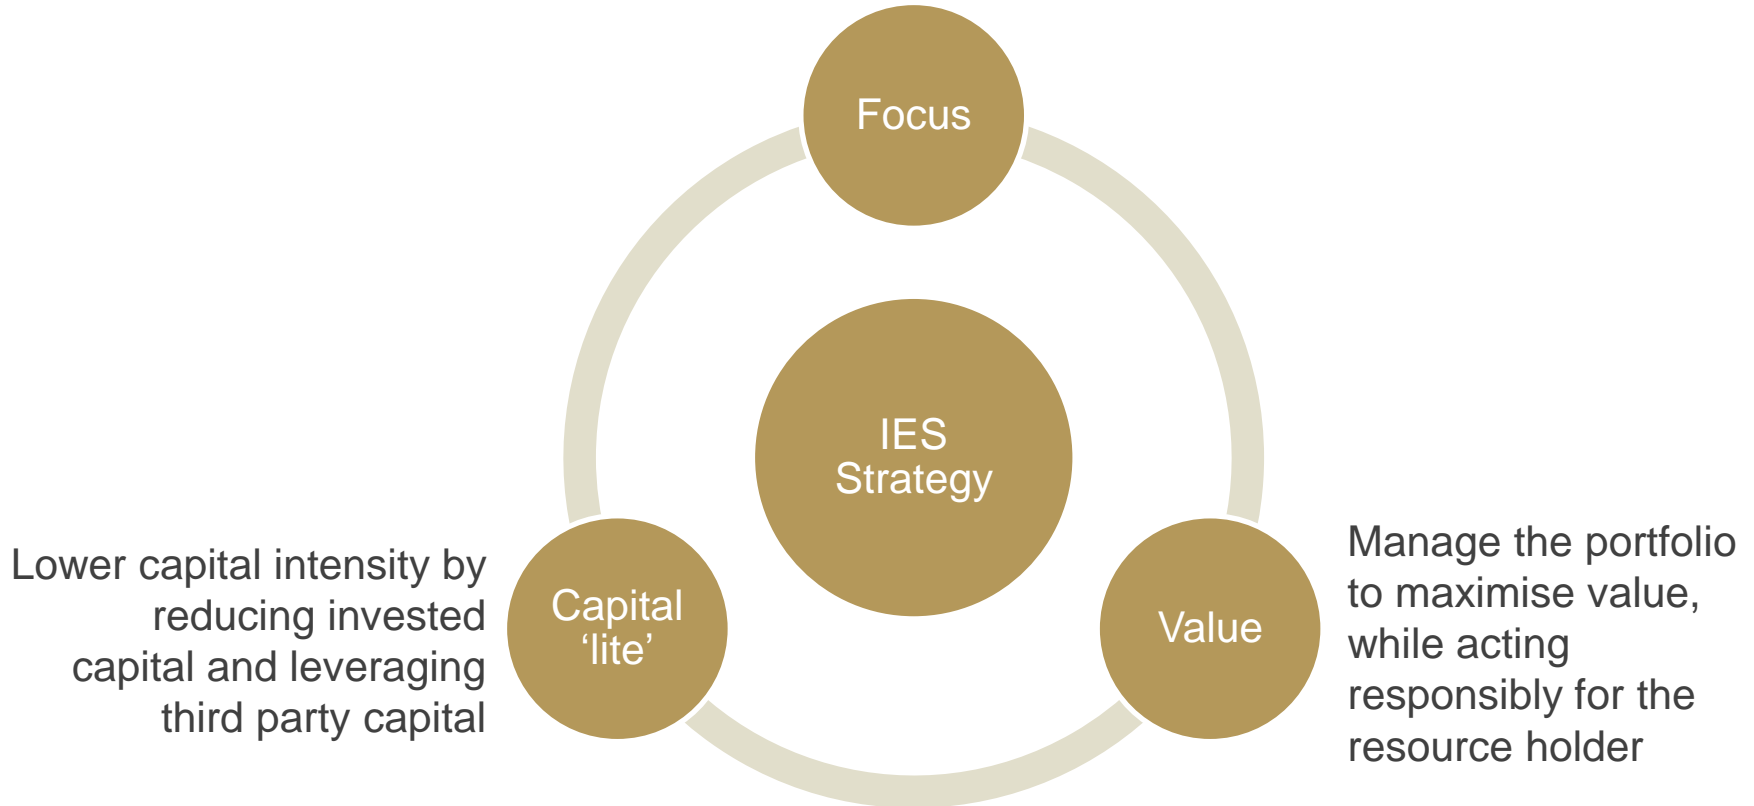 Focus
IES
Strategy
Lower capital intensity by
reducing invested
capital and leveraging
third party capital
Capital
‘lite’
Value
Manage the portfolio
to maximise value,
while acting
responsibly for the
resource holder